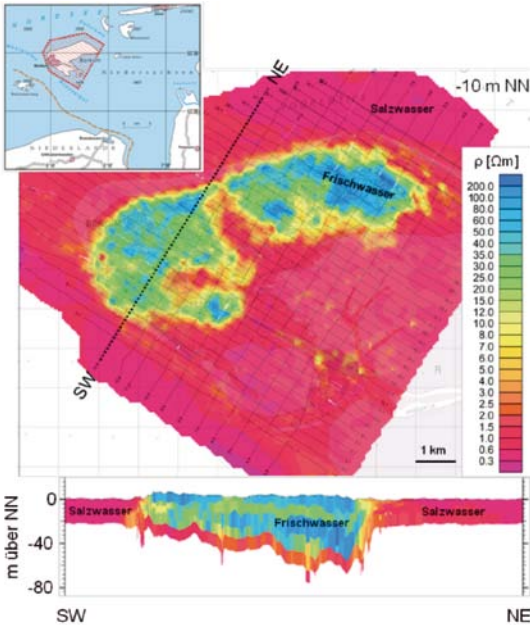 -10 m NN
NE
Salzwasser
ρ [Ωm]
Frischwasser
200.0
100.0
80.0
60.0
40.0
35.0
30.0
25.0
20.0
15.0
12.0
10.0
8.0
7.0
6.0
5.0
4.0
3.0
2.5
2.0
1.5
1.0
0.6
0.3
SW
1 km
m über NN
0
-40
-80
Salzwasser
Frischwasser
Salzwasser
SW
NE